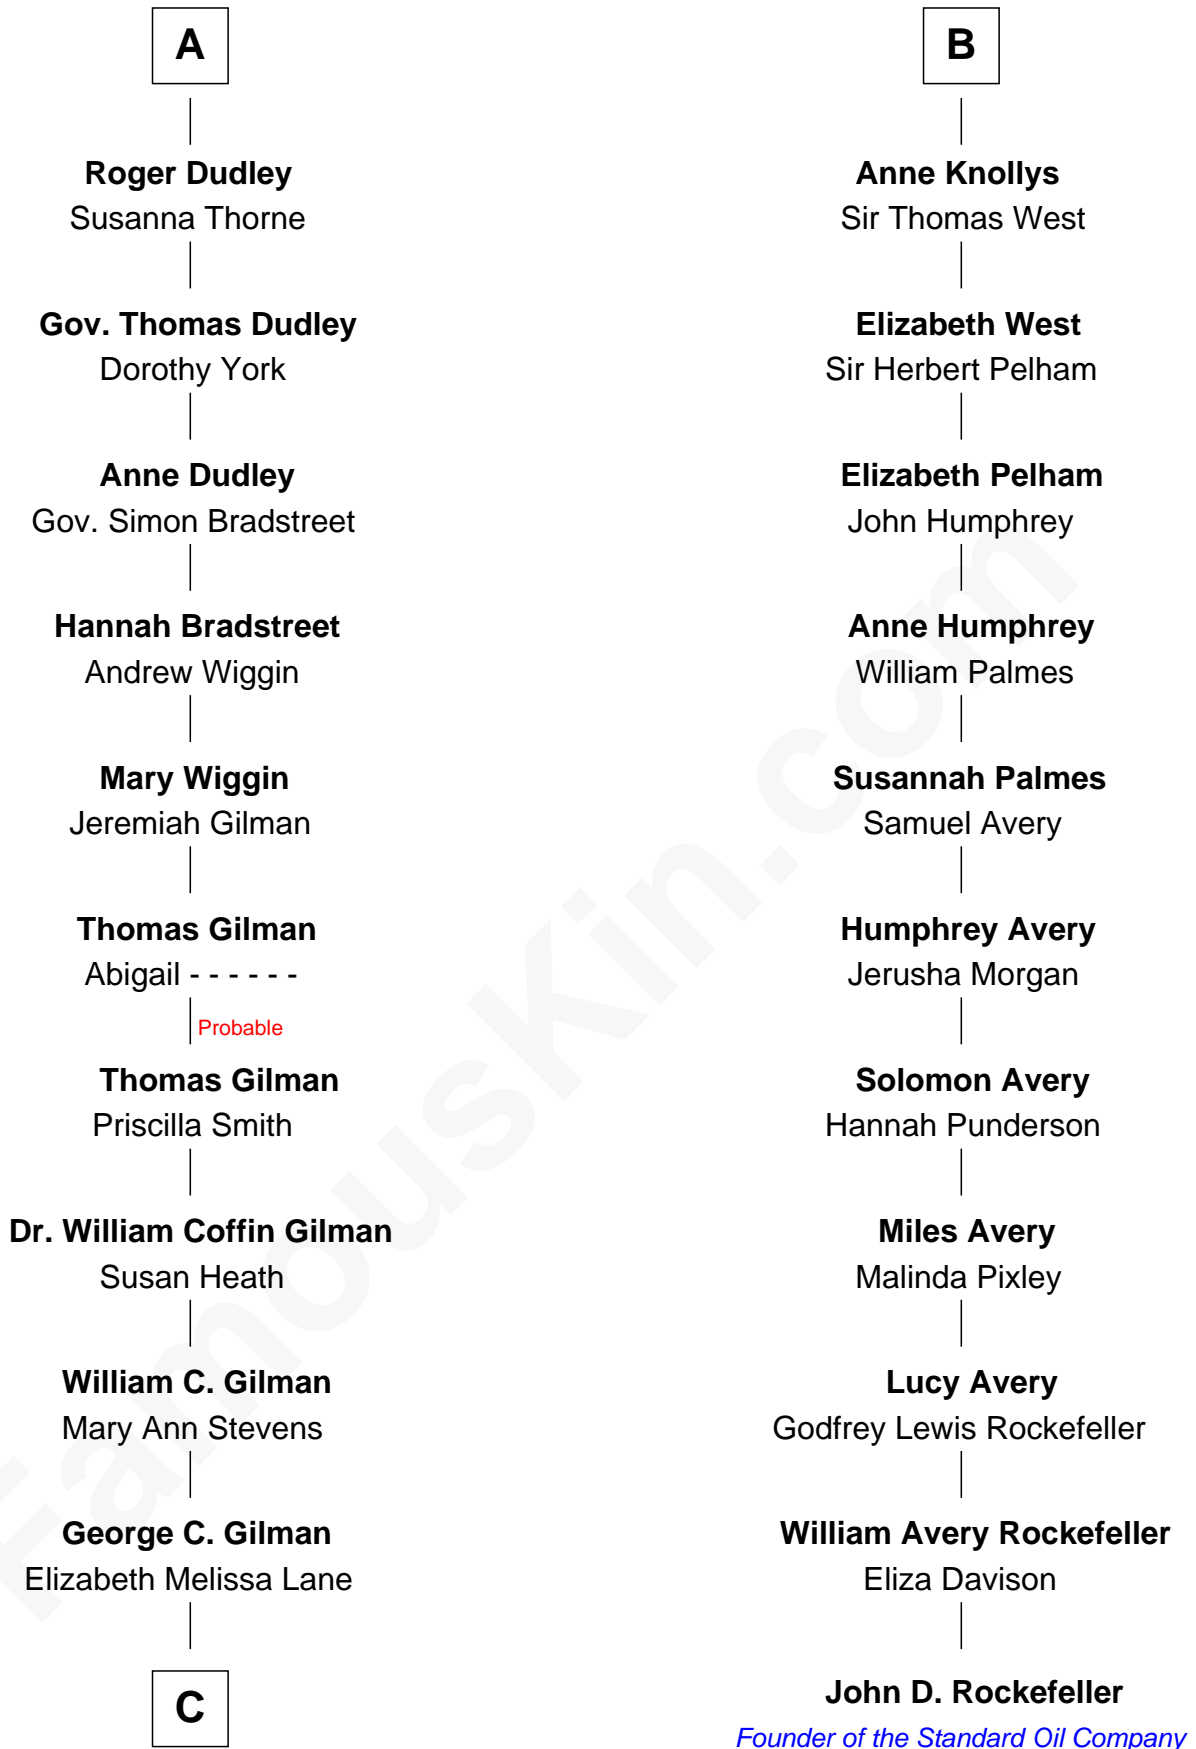 A
Roger Dudley
Susanna Thorne
Gov. Thomas Dudley
Dorothy York
Anne Dudley
Gov. Simon Bradstreet
Hannah Bradstreet
Andrew Wiggin
Mary Wiggin
Jeremiah Gilman
Thomas Gilman
Abigail - - - - - -
Probable
Thomas Gilman
Priscilla Smith
Dr. William Coffin Gilman
Susan Heath
William C. Gilman
Mary Ann Stevens
George C. Gilman
Elizabeth Melissa Lane
C
B
Anne Knollys
Sir Thomas West
Elizabeth West
Sir Herbert Pelham
Elizabeth Pelham
John Humphrey
Anne Humphrey
William Palmes
Susannah Palmes
Samuel Avery
Humphrey Avery
Jerusha Morgan
Solomon Avery
Hannah Punderson
Miles Avery
Malinda Pixley
Lucy Avery
Godfrey Lewis Rockefeller
William Avery Rockefeller
Eliza Davison
John D. Rockefeller
Founder of the Standard Oil Company
FamousKin.com